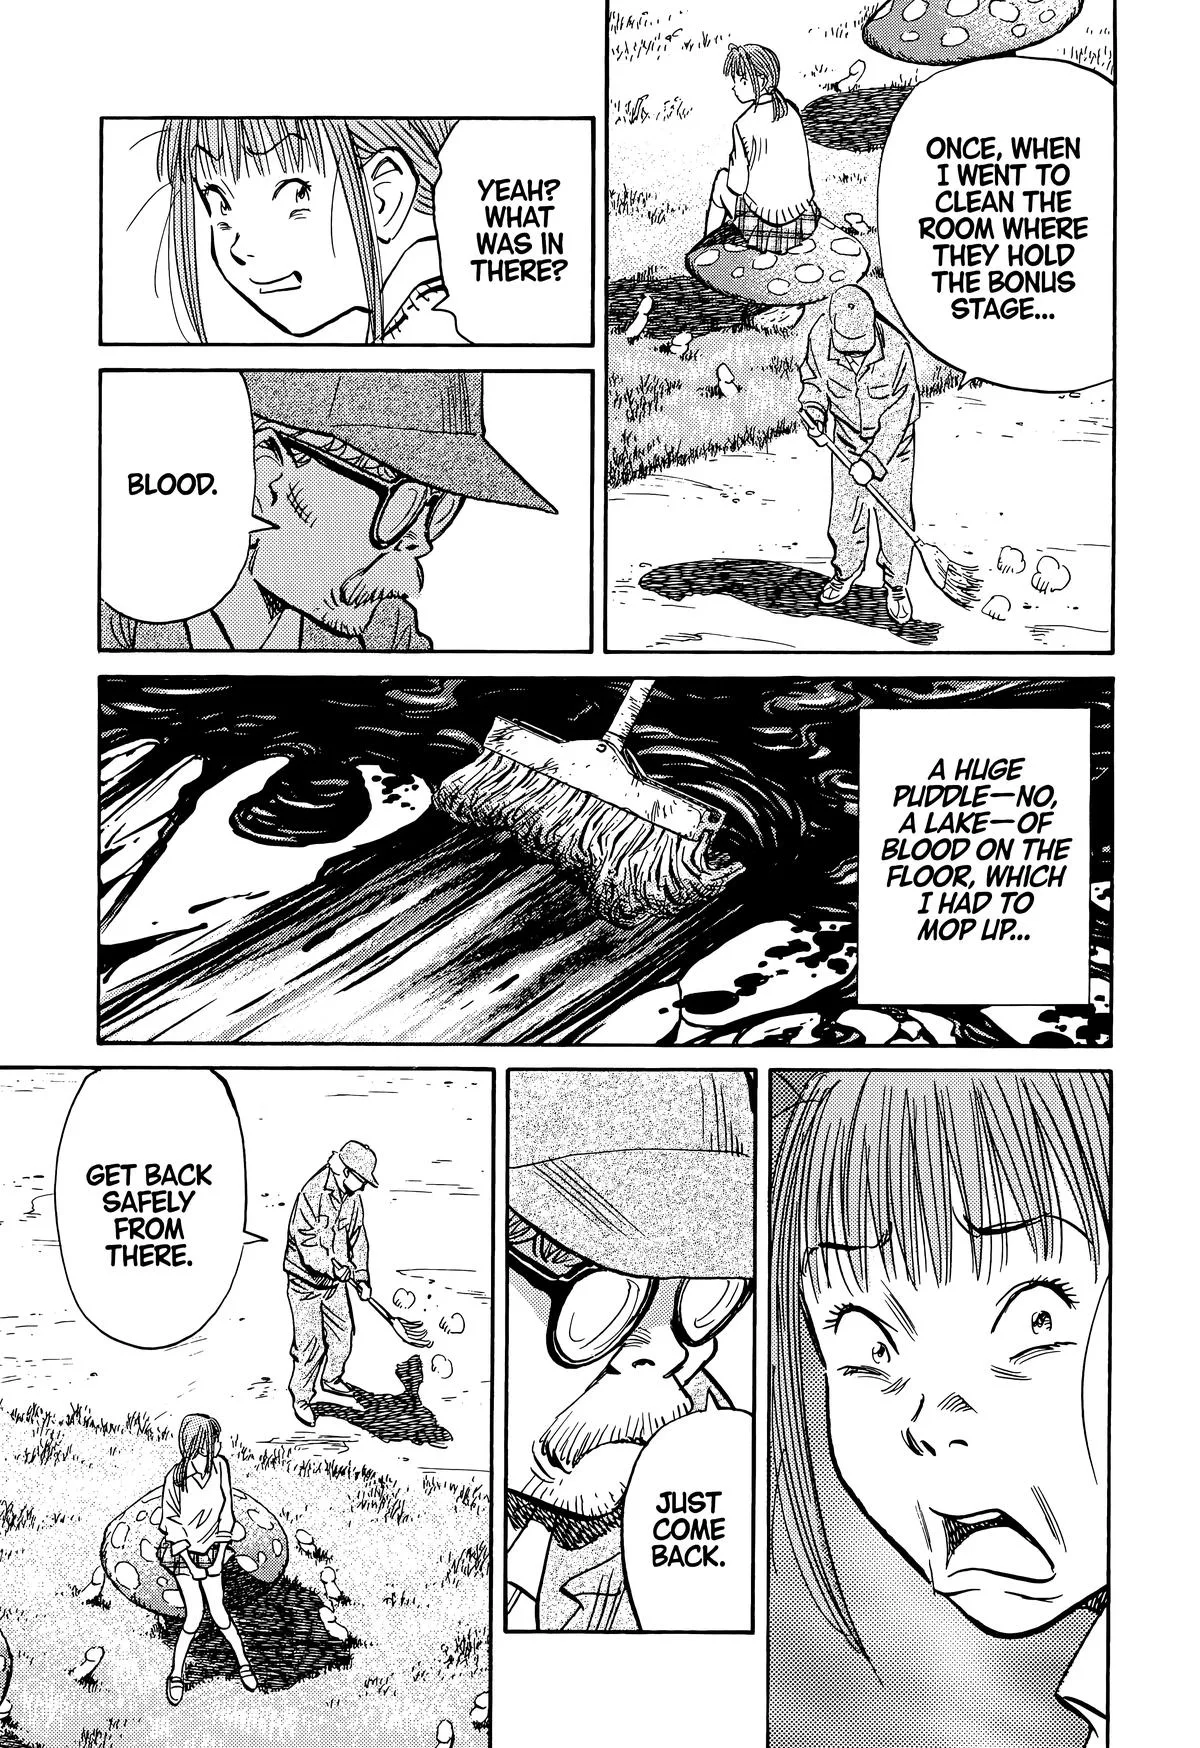 ONCE, WHEN
I WENT TO
CLEAN THE
ROOM WHERE
THEY HOLD
THE BONUS
STAGE...
YEAH?
WHAT
WAS IN
THERE?
BLOOD.
A HUGE
PUDDLE—NO,
A LAKE—OF
BLOOD ON THE
FLOOR, WHICH
I HAD TO
MOP UP...
JUST
COME
BACK.
GET BACK
SAFELY
FROM
THERE.